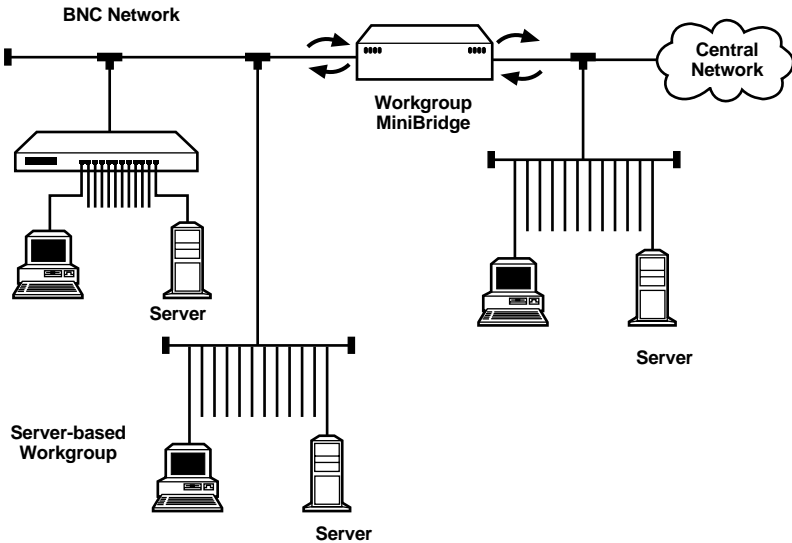 BNC Network
Central
Network
Workgroup
MiniBridge
Server
Server
Server-based
Workgroup
Server